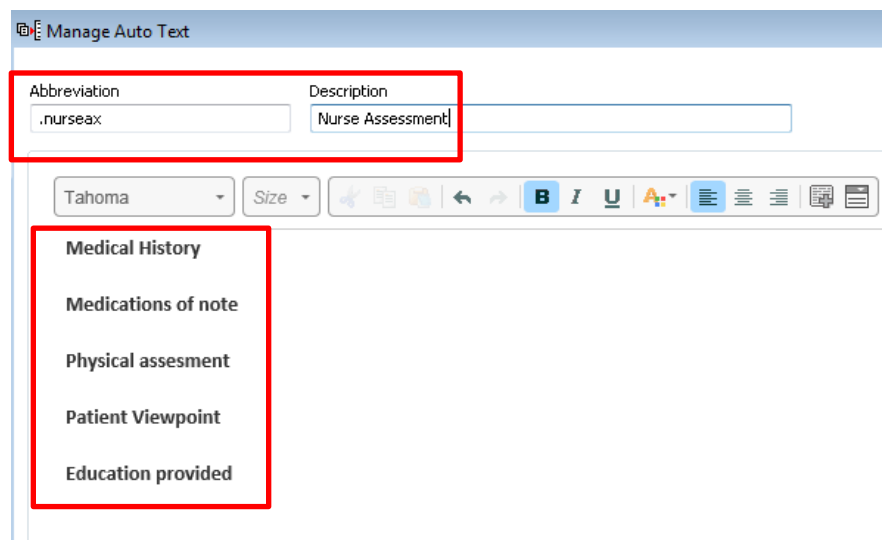 Manage Auto Text
Abbreviation Description
.nurseax Nurse Assessment
Tahoma Size B I U A
Medical History
Medications of note
Physical assesment
Patient Viewpoint
Education provided